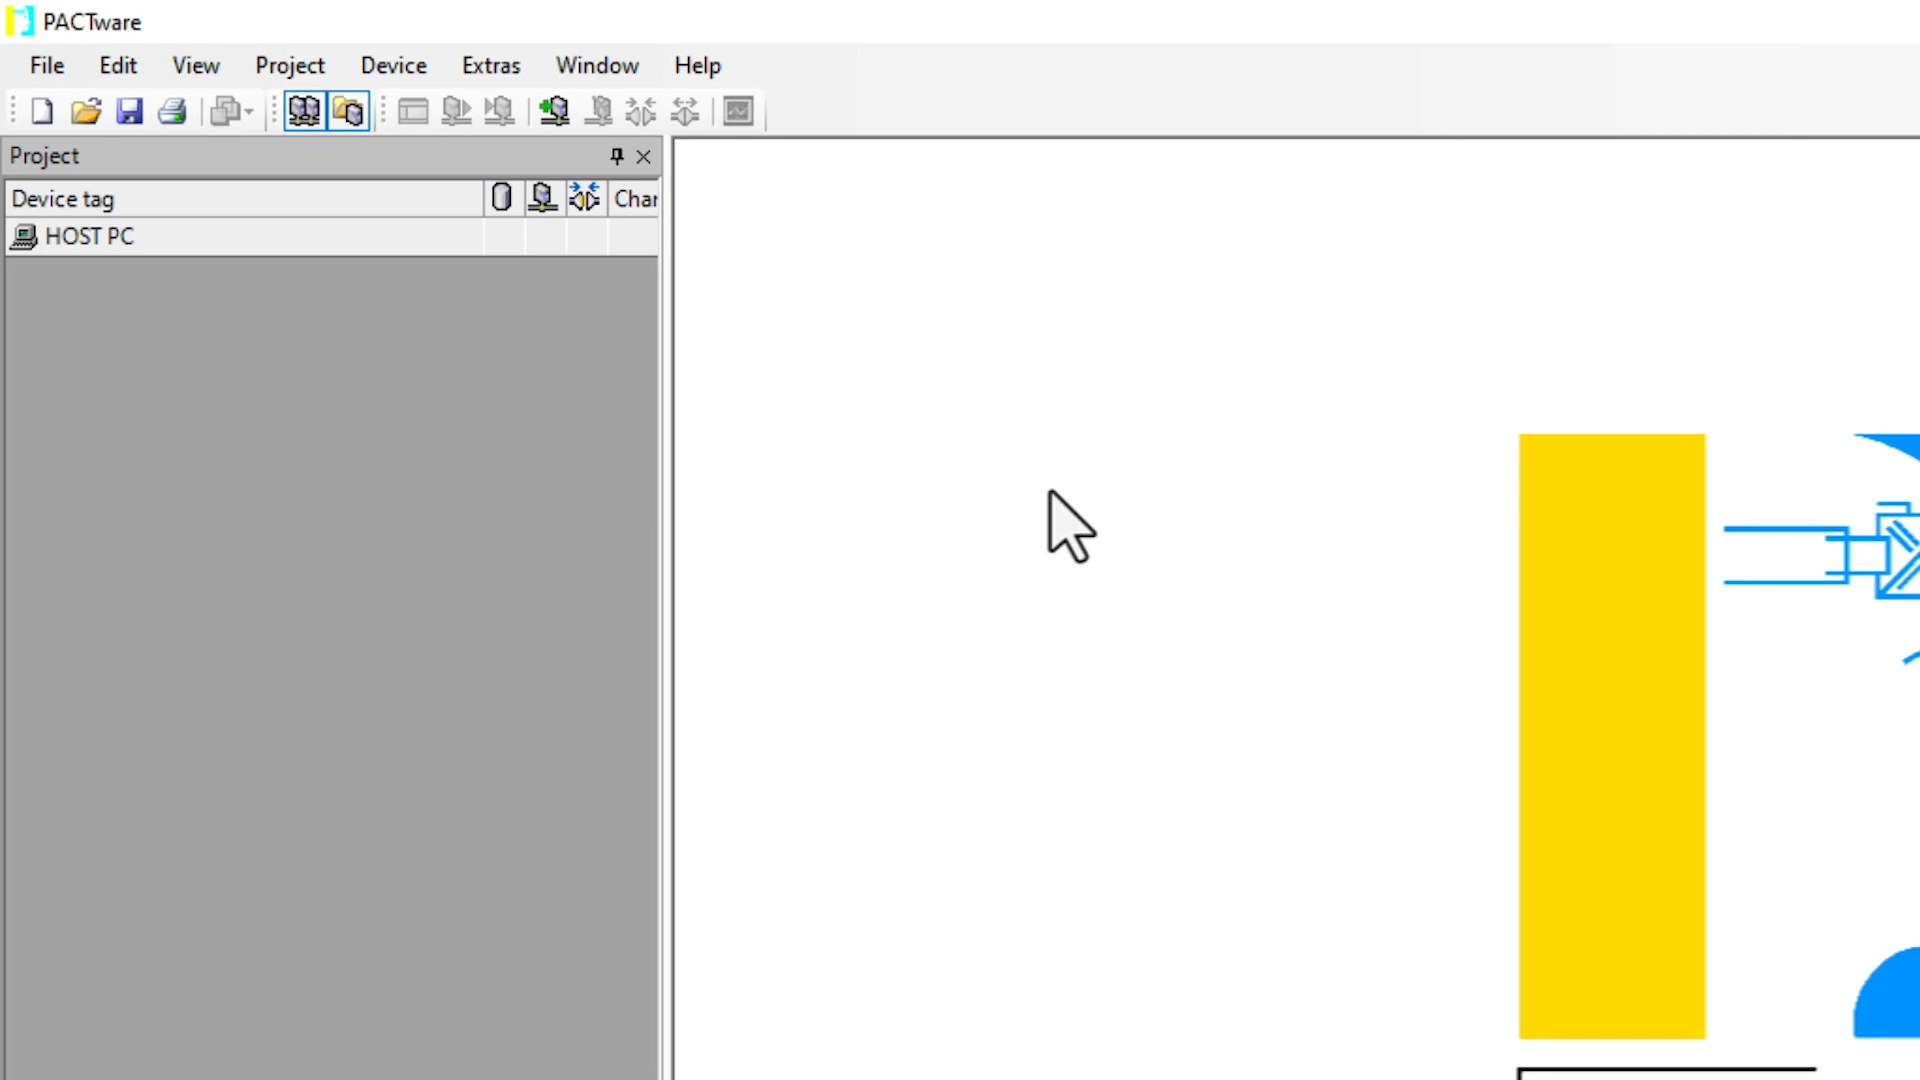 PACTware
File Edit View Project Device Extras Window Help
Project
Device tag Char
HOST PC